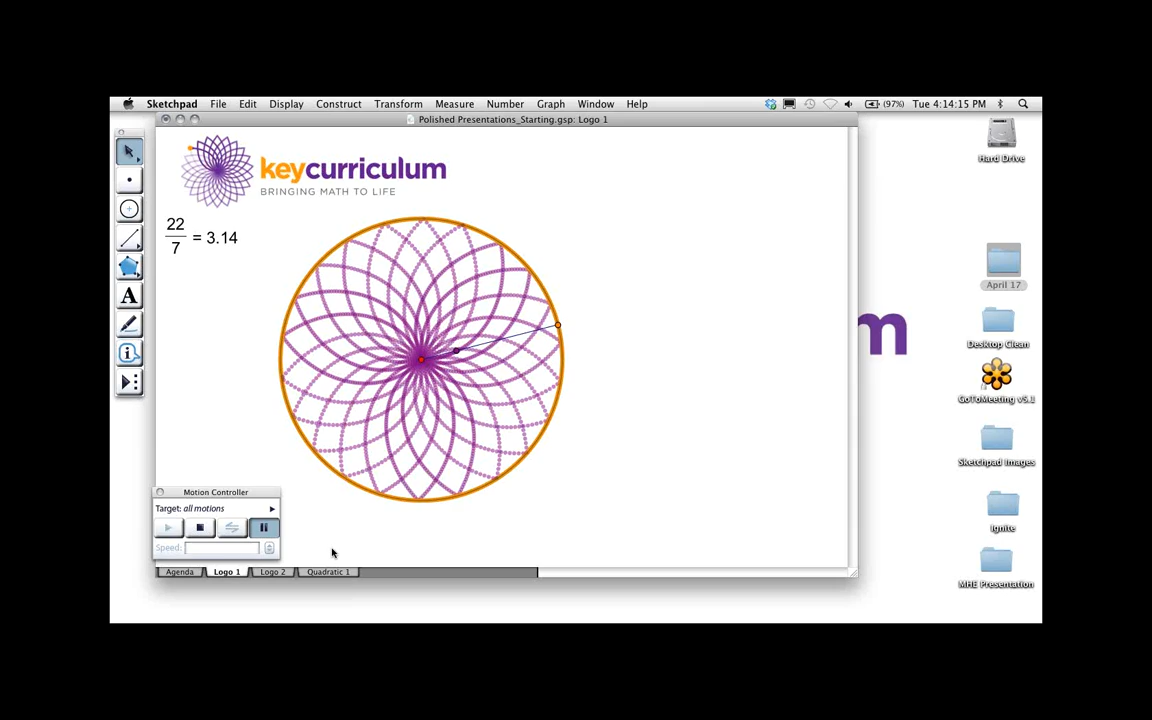 Sketchpad File Edit Display Construct Transform Measure Number Graph Window Help (97%) Tue 4:14:15 PM
Polished Presentations_Starting.gsp: Logo 1
keycurriculum
BRINGING MATH TO LIFE
22
7
= 3.14
A
Motion Controller
Target: all motions
Speed:
Agenda Logo 1 Logo 2 Quadratic 1
m
Hard Drive
April 17
Desktop Clean
GoToMeeting v5.1
Sketchpad Images
Ignite
MHE Presentation